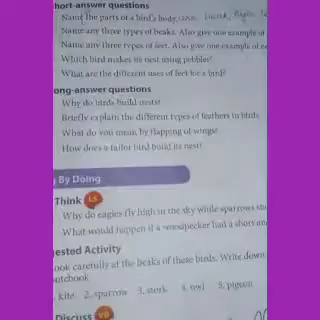 hort-answer questions
Name the parts of a bird's body.
Name any three types of beaks. Also give one example of
Name any three types of feet. Also give one example of ea
Which bird makes its nest using pebbles?
What are the different uses of feet for a bird?
ong-answer questions
Why do birds build nests?
Briefly explain the different types of feathers in birds.
What do you mean by flapping of wings?
How does a tailor bird build its nest?
By Doing
Think LS
Why do eagles fly high in the sky while sparrows sta
What would happen if a woodpecker had a short an
ested Activity
ook carefully at the beaks of these birds. Write down
otebook
kite 2. sparrow 3. stork 4. owl 5. pigeon
Discuss VB